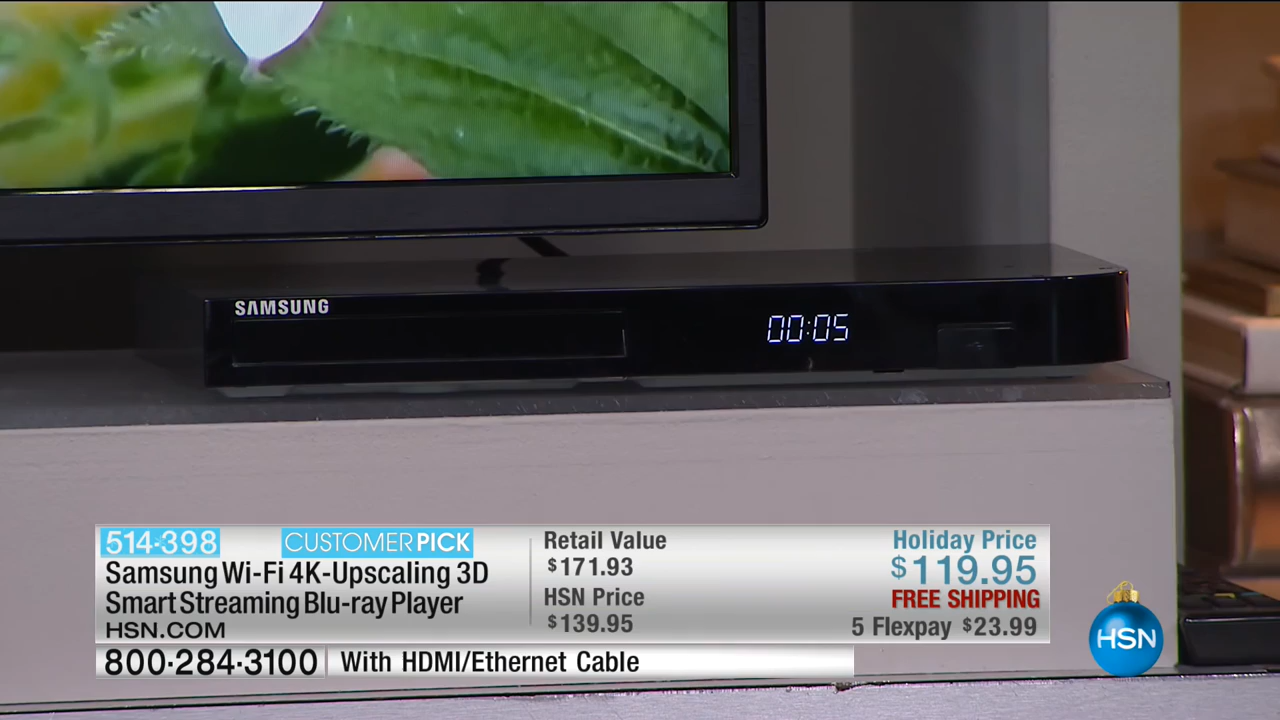 SAMSUNG
00:05
514-398
CUSTOMER PICK
Samsung Wi-Fi 4K-Upscaling 3D
Smart Streaming Blu-ray Player
HSN.COM
800·284·3100
With HDMI/Ethernet Cable
Retail Value
$171.93
HSN Price
$139.95
Holiday Price
$119.95
FREE SHIPPING
5 Flexpay $23.99
HSN